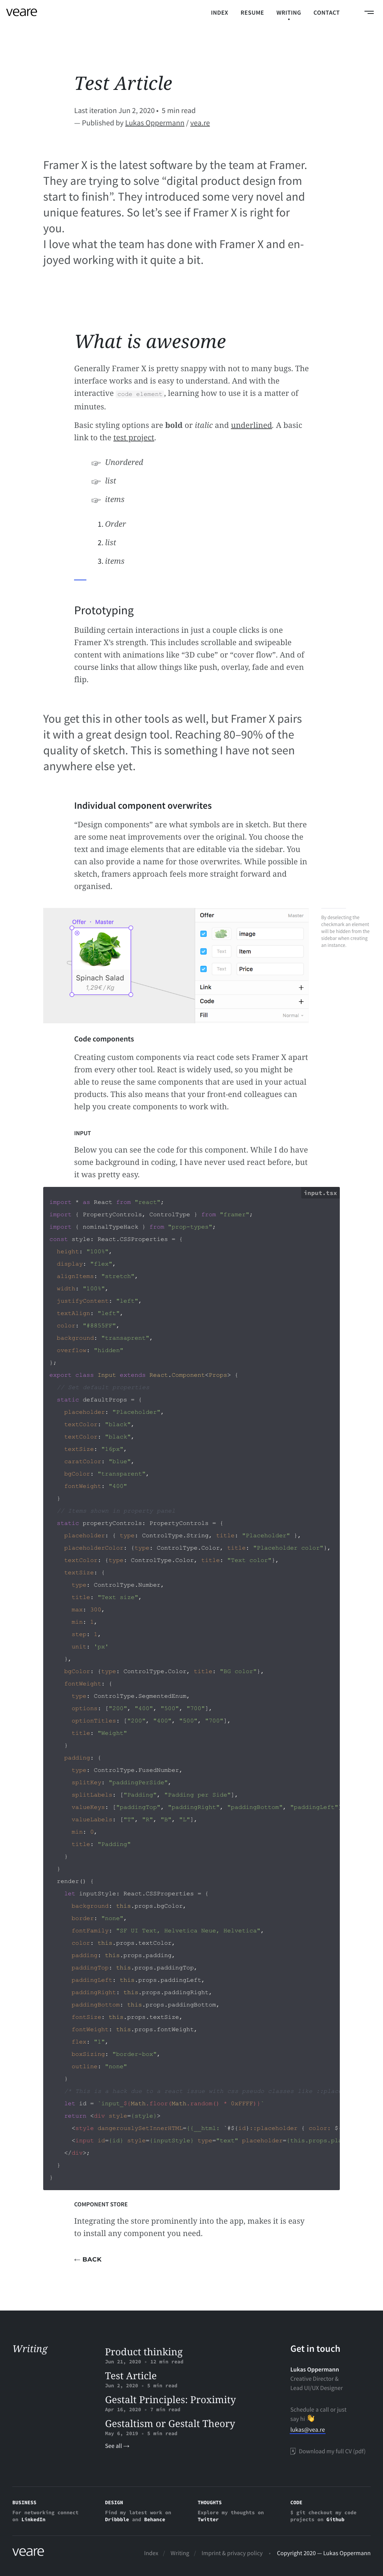 veare
INDEX RESUME WRITING CONTACT
Test Article
Last iteration Jun 2, 2020 • 5 min read
— Published by Lukas Oppermann / vea.re
Framer X is the latest software by the team at Framer.
They are trying to solve “digital product design from
start to finish”. They introduced some very novel and
unique features. So let’s see if Framer X is right for
you.
I love what the team has done with Framer X and en-
joyed working with it quite a bit.
What is awesome
Generally Framer X is pretty snappy with not to many bugs. The
interface works and is easy to understand. And with the
interactive code element, learning how to use it is a matter of
minutes.
Basic styling options are bold or italic and underlined. A basic
link to the test project.
☞ Unordered
☞ list
☞ items
1. Order
2. list
3. items
Prototyping
Building certain interactions in just a couple clicks is one
Framer X’s strength. This includes scrollable and swipeable
content with animations like “3D cube” or “cover flow”. And of
course links that allow things like push, overlay, fade and even
flip.
You get this in other tools as well, but Framer X pairs
it with a great design tool. Reaching 80–90% of the
quality of sketch. This is something I have not seen
anywhere else yet.
Individual component overwrites
“Design components” are what symbols are in sketch. But there
are some neat improvements over the original. You choose the
text and image elements that are editable via the sidebar. You
can also provide a name for those overwrites. While possible in
sketch, framers approach feels more straight forward and
organised.
Offer · Master
Spinach Salad
1,29€ / Kg
Offer Master
image
Text Item
Text Price
Link +
Code +
Fill Normal
By deselecting the
checkmark an element
will be hidden from the
sidebar when creating
an instance.
Code components
Creating custom components via react code sets Framer X apart
from every other tool. React is widely used, so you might be
able to reuse the same components that are used in your actual
products. This also means that your front-end colleagues can
help you create components to work with.
INPUT
Below you can see the code for this component. While I do have
some background in coding, I have never used react before, but
it was pretty easy.
input.tsx
import * as React from "react";
import { PropertyControls, ControlType } from "framer";
import { nominalTypeHack } from "prop-types";
const style: React.CSSProperties = {
height: "100%",
display: "flex",
alignItems: "stretch",
width: "100%",
justifyContent: "left",
textAlign: "left",
color: "#8855FF",
background: "transaprent",
overflow: "hidden"
};
export class Input extends React.Component<Props> {
static defaultProps = {
placeholder: "Placeholder",
textColor: "black",
textColor: "black",
textSize: "16px",
caretColor: "blue",
bgColor: "transparent",
fontWeight: "400"
}
static propertyControls: PropertyControls = {
placeholder: { type: ControlType.String, title: "Placeholder" },
placeholderColor: {type: ControlType.Color, title: "Placeholder color"},
textColor: {type: ControlType.Color, title: "Text color"},
textSize: {
type: ControlType.Number,
title: "Text size",
max: 300,
min: 1,
step: 1,
unit: 'px'
},
bgColor: {type: ControlType.Color, title: "BG color"},
fontWeight: {
type: ControlType.SegmentedEnum,
options: ["200", "400", "500", "700"],
optionTitles: ["200", "400", "500", "700"],
title: "Weight"
}
padding: {
type: ControlType.FusedNumber,
splitKey: "paddingPerSide",
splitLabels: ["Padding", "Padding per Side"],
valueKeys: ["paddingTop", "paddingRight", "paddingBottom", "paddingLeft"
valueLabels: ["T", "R", "B", "L"],
min: 0,
title: "Padding"
}
}
render() {
let inputStyle: React.CSSProperties = {
background: this.props.bgColor,
border: "none",
fontFamily: "SF UI Text, Helvetica Neue, Helvetica",
color: this.props.textColor,
padding: this.props.padding,
paddingTop: this.props.paddingTop,
paddingLeft: this.props.paddingLeft,
paddingRight: this.props.paddingRight,
paddingBottom: this.props.paddingBottom,
fontSize: this.props.textSize,
fontWeight: this.props.fontWeight,
flex: "1",
boxSizing: "border-box",
outline: "none"
}
let id = `input_${Math.floor(Math.random() * 0xFFFF)}`
return <div style={style}>
<style dangerouslySetInnerHTML={{__html: `#${id}::placeholder { color: $
<input id={id} style={inputStyle} type="text" placeholder={this.props.pl
</div>;
}
}
COMPONENT STORE
Integrating the store prominently into the app, makes it is easy
to install any component you need.
← BACK
Writing
Product thinking
Jun 21, 2020 · 12 min read
Test Article
Jun 2, 2020 · 5 min read
Gestalt Principles: Proximity
Apr 16, 2020 · 7 min read
Gestaltism or Gestalt Theory
May 6, 2019 · 5 min read
See all →
Get in touch
Lukas Oppermann
Creative Director &
Lead UI/UX Designer
Schedule a call or just
say hi 👋
lukas@vea.re
Download my full CV (pdf)
BUSINESS
For networking connect
on LinkedIn
DESIGN
Find my latest work on
Dribbble and Behance
THOUGHTS
Explore my thoughts on
Twitter
CODE
$ git checkout my code
projects on Github
veare
Index Writing Imprint & privacy policy • Copyright 2020 — Lukas Oppermann